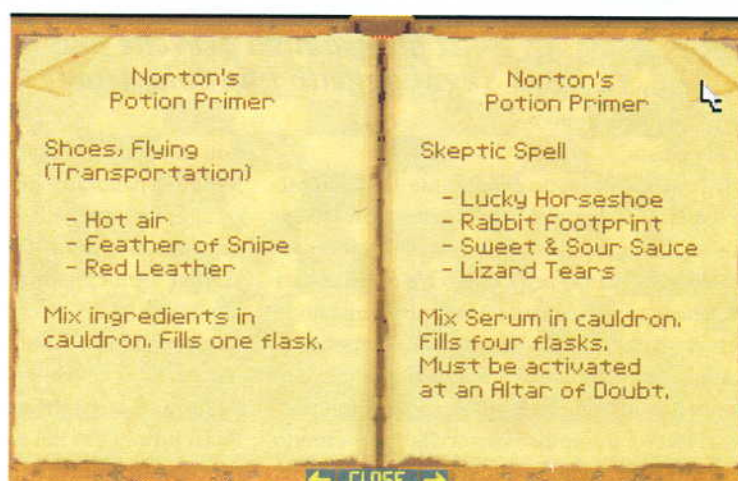 Norton's
Potion Primer
Shoes, Flying
(Transportation)
- Hot air
- Feather of Snipe
- Red Leather
Mix ingredients in
cauldron. Fills one flask.
Norton's
Potion Primer
Skeptic Spell
- Lucky Horseshoe
- Rabbit Footprint
- Sweet & Sour Sauce
- Lizard Tears
Mix Serum in cauldron.
Fills four flasks.
Must be activated
at an Altar of Doubt.
← CLOSE →